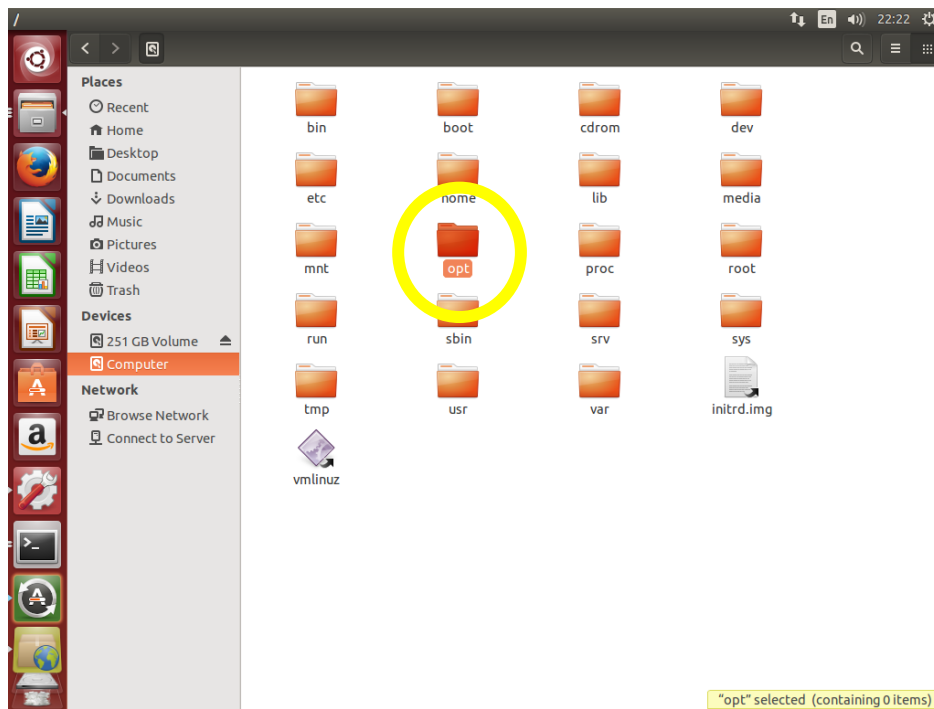 /
En
22:22
Places
Recent
Home
Desktop
Documents
Downloads
Music
Pictures
Videos
Trash
Devices
251 GB Volume
Computer
Network
Browse Network
Connect to Server
bin boot cdrom dev
etc home lib media
mnt opt proc root
run sbin srv sys
tmp usr var initrd.img
vmlinuz
a
>_
"opt" selected (containing 0 items)